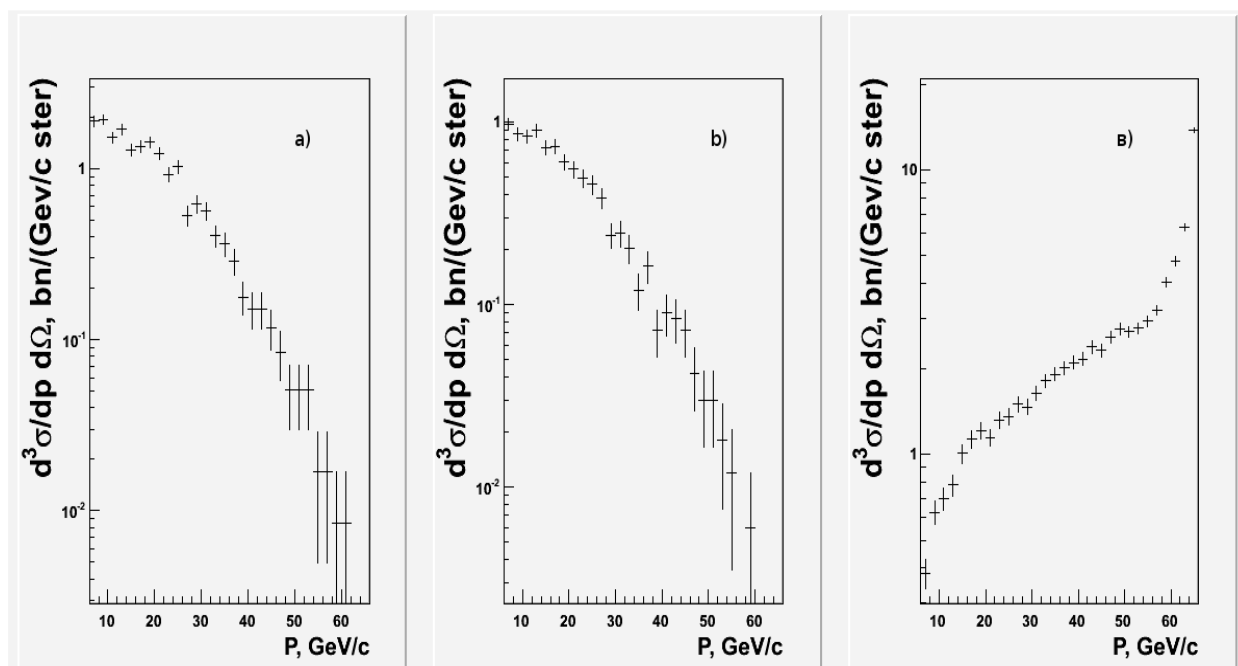 d³σ/dp dΩ, bn/(Gev/c ster)
a)
1
10⁻¹
10⁻²
10 20 30 40 50 60
P, GeV/c
d³σ/dp dΩ, bn/(Gev/c ster)
b)
1
10⁻¹
10⁻²
10 20 30 40 50 60
P, GeV/c
d³σ/dp dΩ, bn/(Gev/c ster)
в)
10
1
10 20 30 40 50 60
P, GeV/c